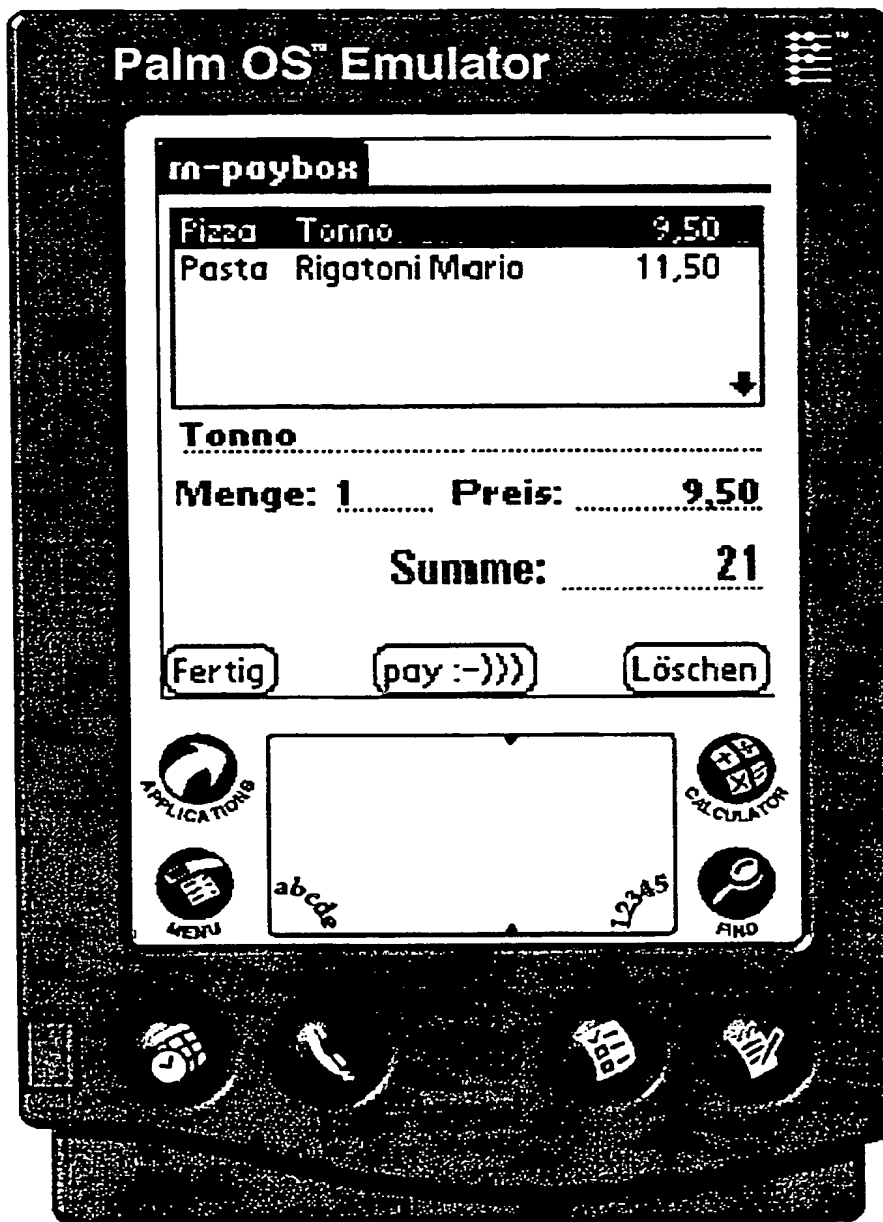 Palm OS™ Emulator ™
m-paybox
Pizza Tonno 9,50
Pasta Rigatoni Mario 11,50
Tonno
Menge: 1 Preis: 9,50
Summe: 21
Fertig pay :-))) Löschen
APPLICATIONS CALCULATOR
abcde 12345
MENU FIND